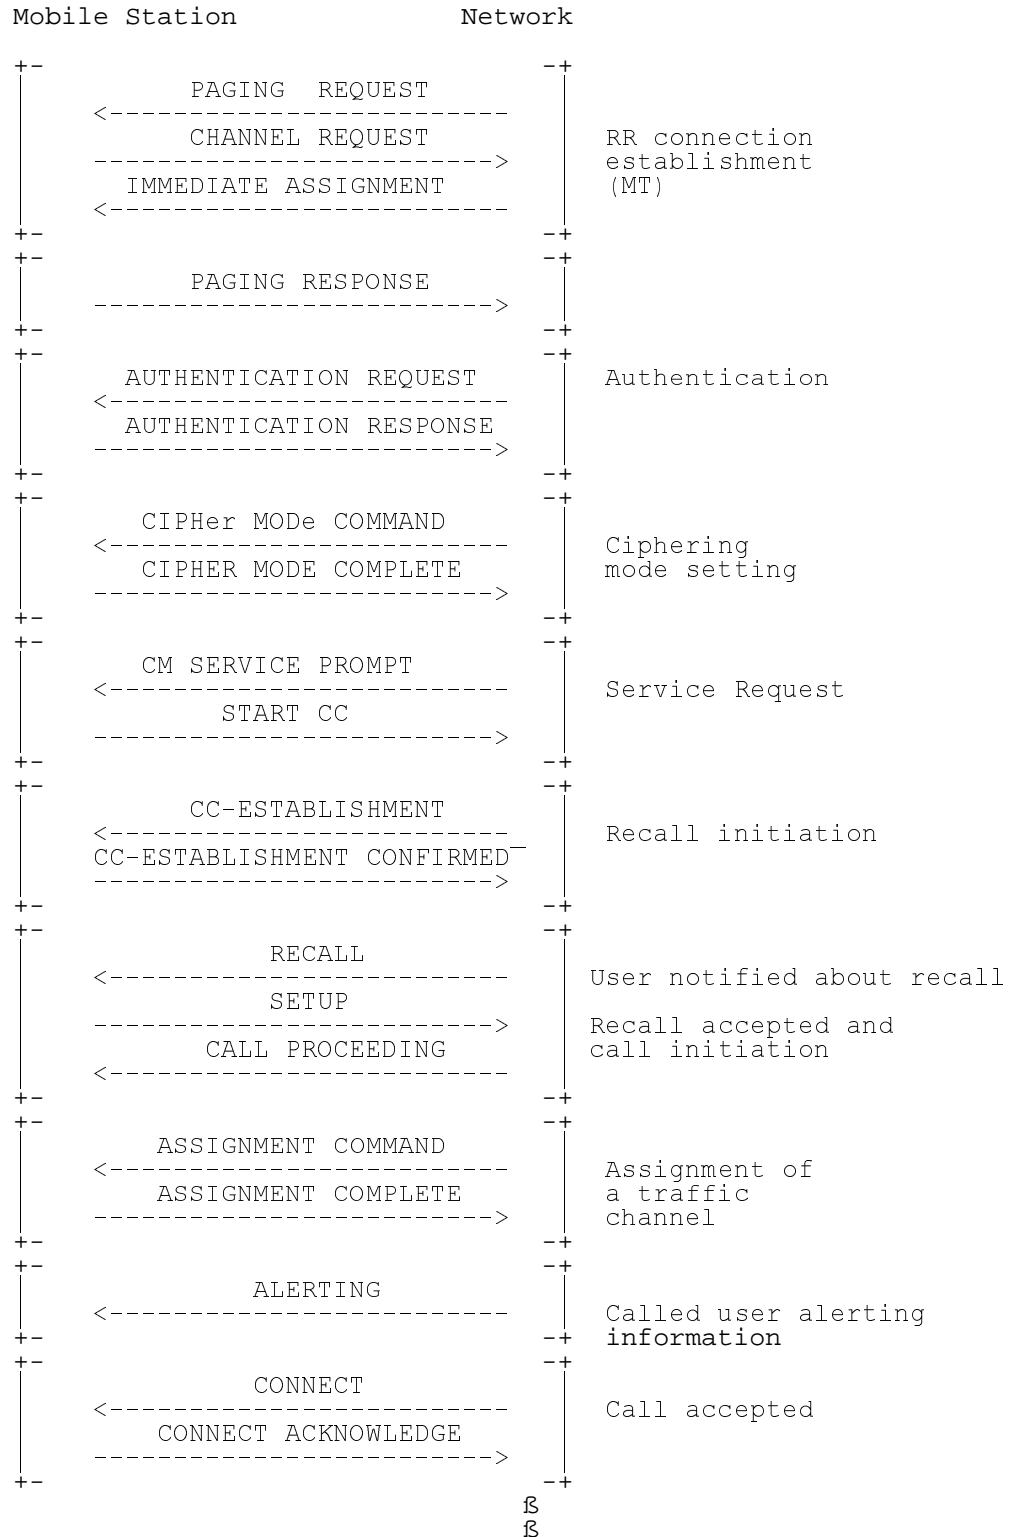 Mobile Station Network
+- -+
PAGING REQUEST
<-------------------------
CHANNEL REQUEST RR connection
-------------------------> establishment
IMMEDIATE ASSIGNMENT (MT)
<-------------------------
+- -+
+- -+
PAGING RESPONSE
------------------------->
+- -+
+- -+
AUTHENTICATION REQUEST Authentication
<-------------------------
AUTHENTICATION RESPONSE
------------------------->
+- -+
+- -+
CIPHer MODe COMMAND
<------------------------- Ciphering
CIPHER MODE COMPLETE mode setting
------------------------->
+- -+
+- -+
CM SERVICE PROMPT
<------------------------- Service Request
START CC
------------------------->
+- -+
+- -+
CC-ESTABLISHMENT
<------------------------- Recall initiation
CC-ESTABLISHMENT CONFIRMED¯
------------------------->
+- -+
+- -+
RECALL
<------------------------- User notified about recall
SETUP
-------------------------> Recall accepted and
CALL PROCEEDING call initiation
<-------------------------
+- -+
+- -+
ASSIGNMENT COMMAND
<------------------------- Assignment of
ASSIGNMENT COMPLETE a traffic
-------------------------> channel
+- -+
+- -+
ALERTING
<------------------------- Called user alerting
+- -+ information
+- -+
CONNECT
<------------------------- Call accepted
CONNECT ACKNOWLEDGE
------------------------->
+- -+
ß
ß